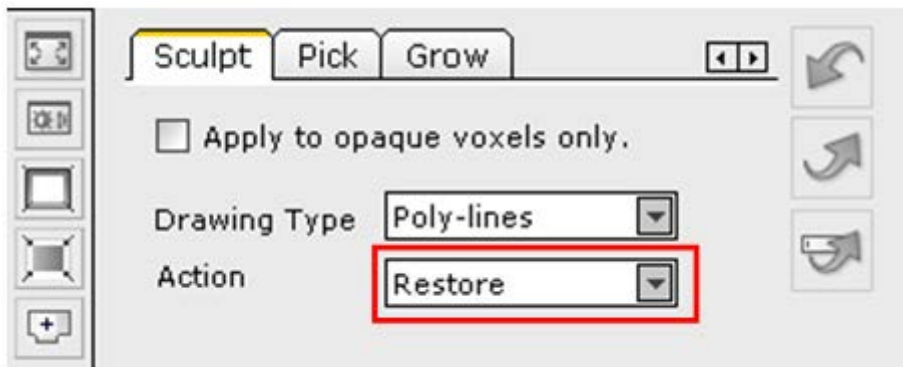 Sculpt Pick Grow
Apply to opaque voxels only.
Drawing Type Poly-lines
Action Restore